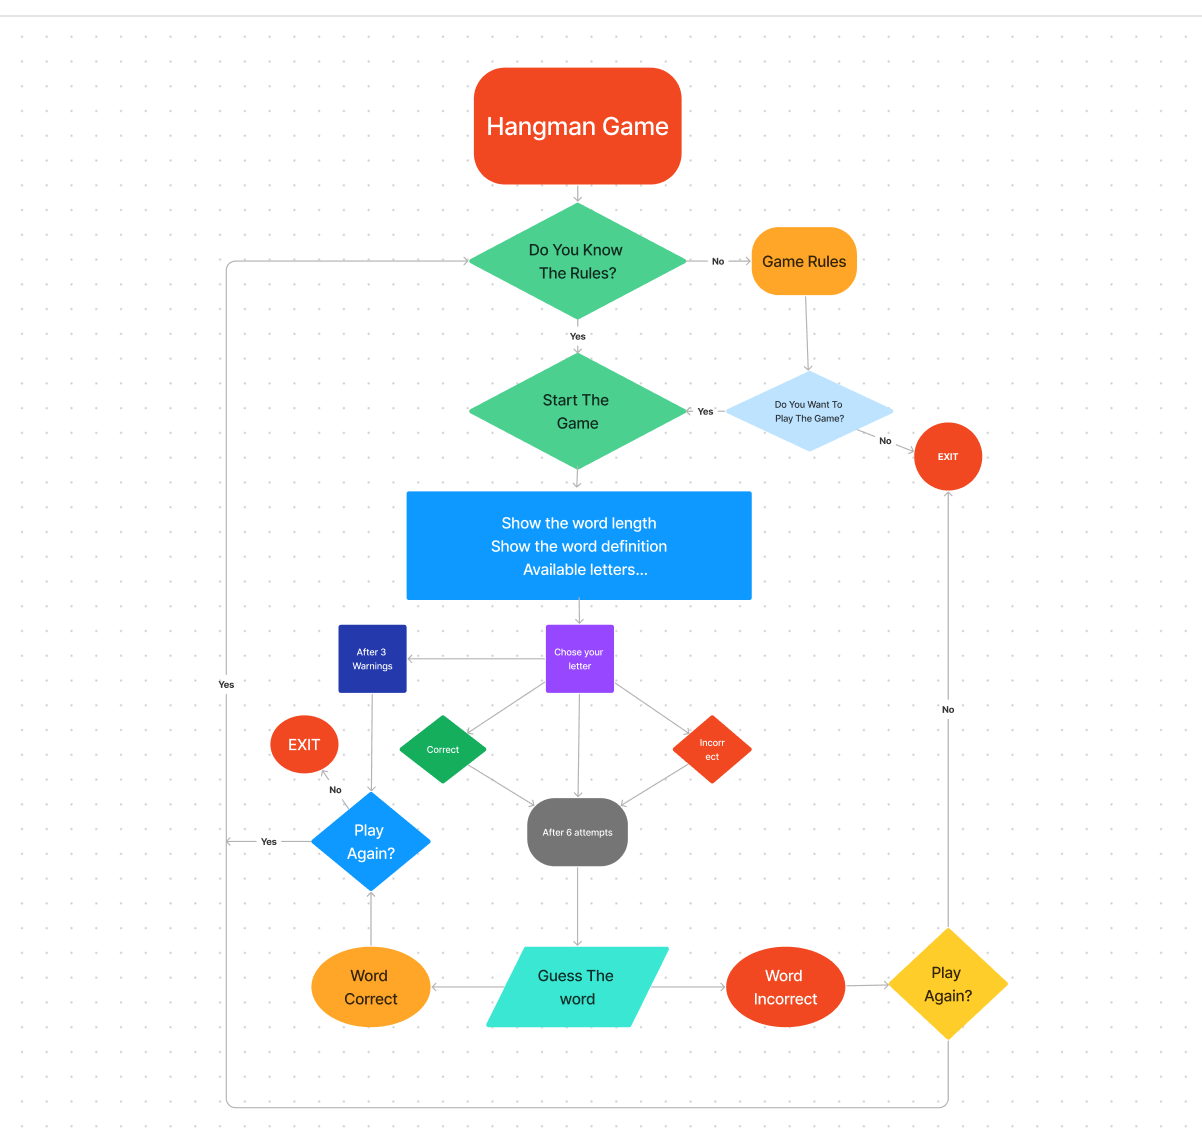 Hangman Game
Do You Know
The Rules?
No
Game Rules
Yes
Start The
Game
Yes
Do You Want To
Play The Game?
No
EXIT
Show the word length
Show the word definition
Available letters...
After 3
Warnings
Chose your
letter
Yes
No
EXIT
Correct
Incorr
ect
No
Play
Again?
Yes
After 6 attempts
Word
Correct
Guess The
word
Word
Incorrect
Play
Again?